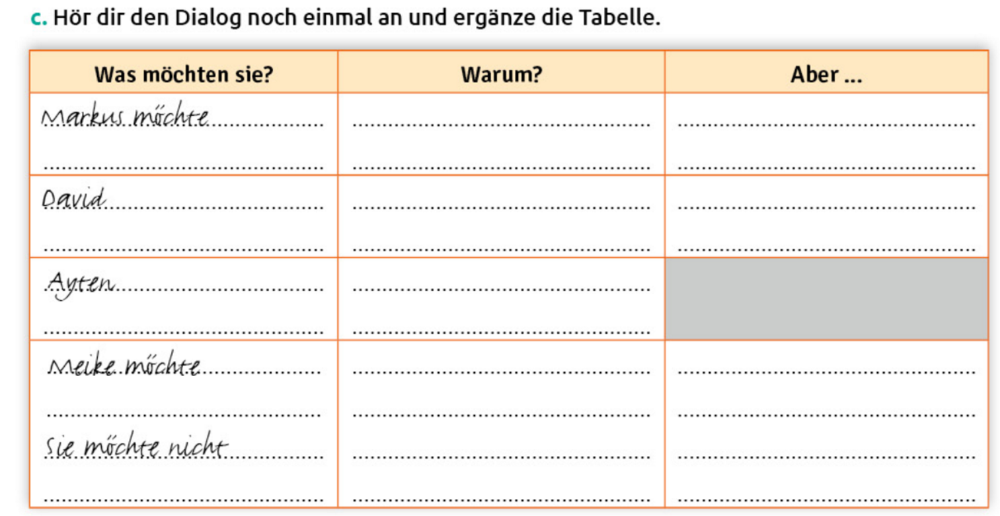 c. Hör dir den Dialog noch einmal an und ergänze die Tabelle.
Was möchten sie? Warum? Aber ...
Markus möchte
David
Ayten
Meike möchte
Sie möchte nicht